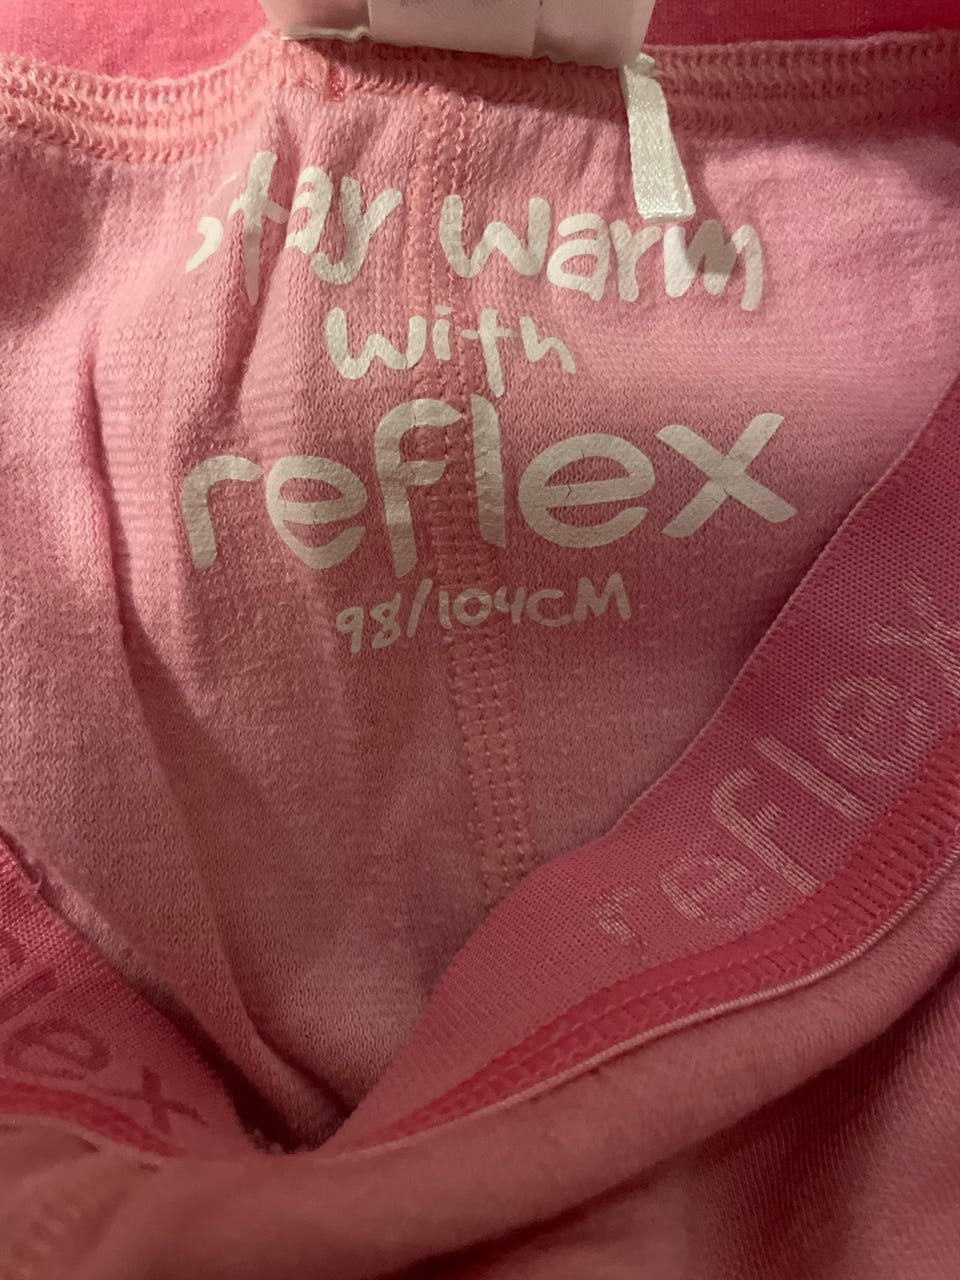 stay warm
with
reflex
98/104CM
reflex
reflex